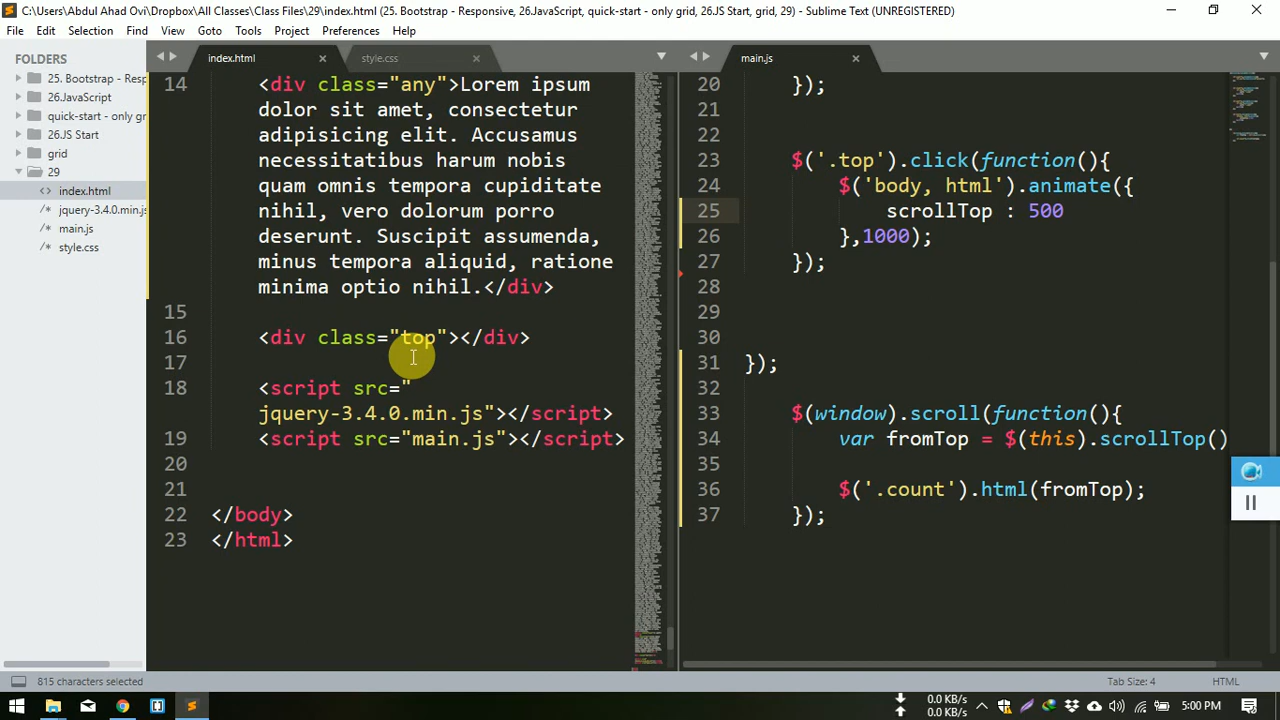 C:\Users\Abdul Ahad Ovi\Dropbox\All Classes\Class Files\29\index.html (25. Bootstrap - Responsive, 26.JavaScript, quick-start - only grid, 26.JS Start, grid, 29) - Sublime Text (UNREGISTERED)
File Edit Selection Find View Goto Tools Project Preferences Help
FOLDERS
25. Bootstrap - Resp
26.JavaScript
quick-start - only gri
26.JS Start
grid
29
index.html
jquery-3.4.0.min.js
main.js
style.css
index.html style.css
14 <div class="any">Lorem ipsum
dolor sit amet, consectetur
adipisicing elit. Accusamus
necessitatibus harum nobis
quam omnis tempora cupiditate
nihil, vero dolorum porro
deserunt. Suscipit assumenda,
minus tempora aliquid, ratione
minima optio nihil.</div>
15
16 <div class="top"></div>
17
18 <script src="
jquery-3.4.0.min.js"></script>
19 <script src="main.js"></script>
20
21
22 </body>
23 </html>
main.js
20 });
21
22
23 $('.top').click(function(){
24 $('body, html').animate({
25 scrollTop : 500
26 },1000);
27 });
28
29
30
31 });
32
33 $(window).scroll(function(){
34 var fromTop = $(this).scrollTop()
35
36 $('.count').html(fromTop);
37 });
815 characters selected
Tab Size: 4
HTML
0.0 KB/s
0.0 KB/s
5:00 PM